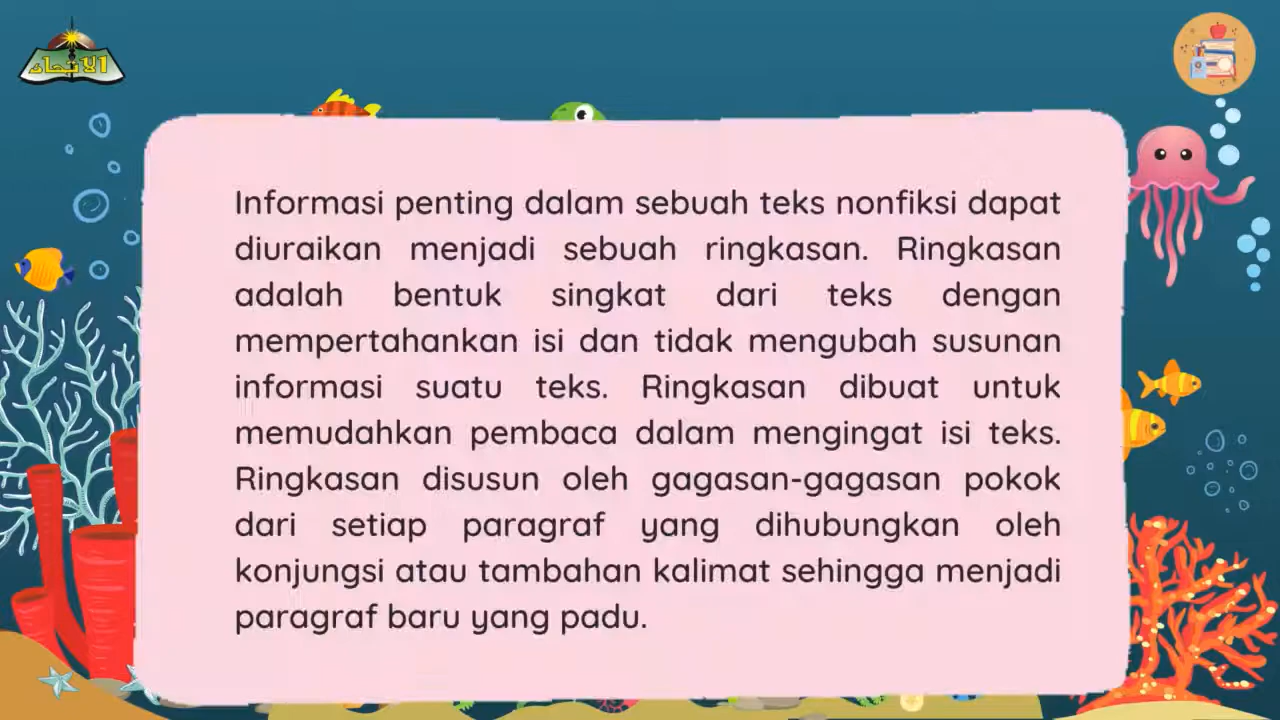 الانجاد
Informasi penting dalam sebuah teks nonfiksi dapat
diuraikan menjadi sebuah ringkasan. Ringkasan
adalah bentuk singkat dari teks dengan
mempertahankan isi dan tidak mengubah susunan
informasi suatu teks. Ringkasan dibuat untuk
memudahkan pembaca dalam mengingat isi teks.
Ringkasan disusun oleh gagasan-gagasan pokok
dari setiap paragraf yang dihubungkan oleh
konjungsi atau tambahan kalimat sehingga menjadi
paragraf baru yang padu.